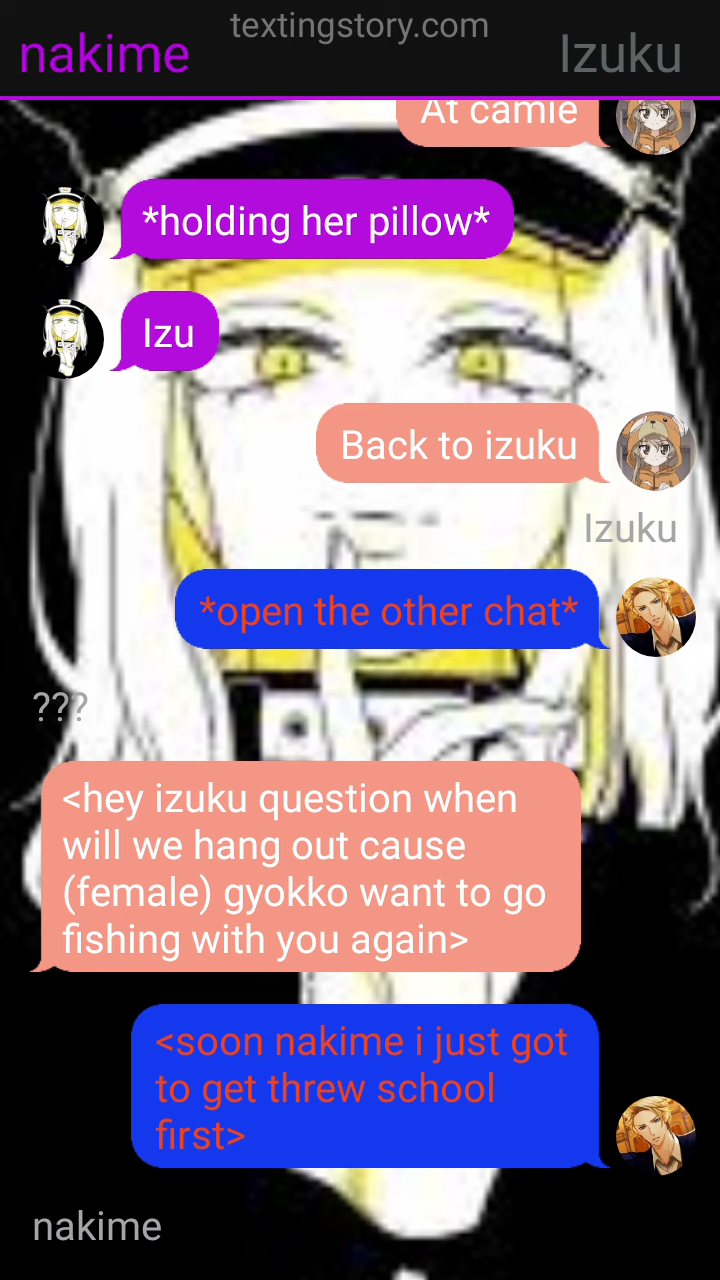 textingstory.com
nakime
Izuku
At camie
*holding her pillow*
Izu
Back to izuku
Izuku
*open the other chat*
???
<hey izuku question when
will we hang out cause
(female) gyokko want to go
fishing with you again>
<soon nakime i just got
to get threw school
first>
nakime